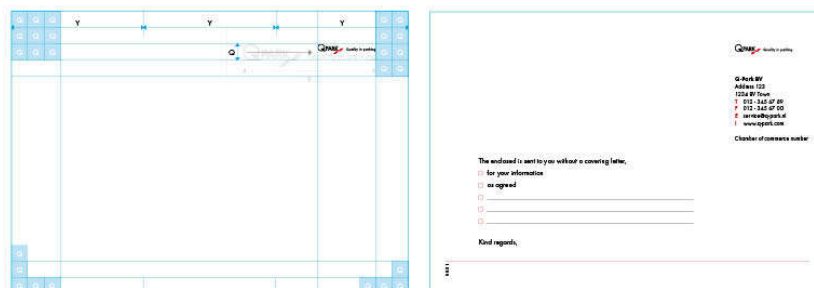 Q Q Q
Q Q Q
Q Q Q
Y Y Y
Q Q
Q Q
Q Q
Q Q
Q
Q-PARK Quality in parking
Q
Q Q
Q Q Q
Q
Q Q Q
Q-PARK Quality in parking
Q-Park BV
Address 123
1234 BV Town
T 012 - 345 67 89
F 012 - 345 67 00
E service@q-park.nl
I www.q-park.com
Chamber of commerce number
The enclosed is sent to you without a covering letter,
for your information
as agreed
Kind regards,